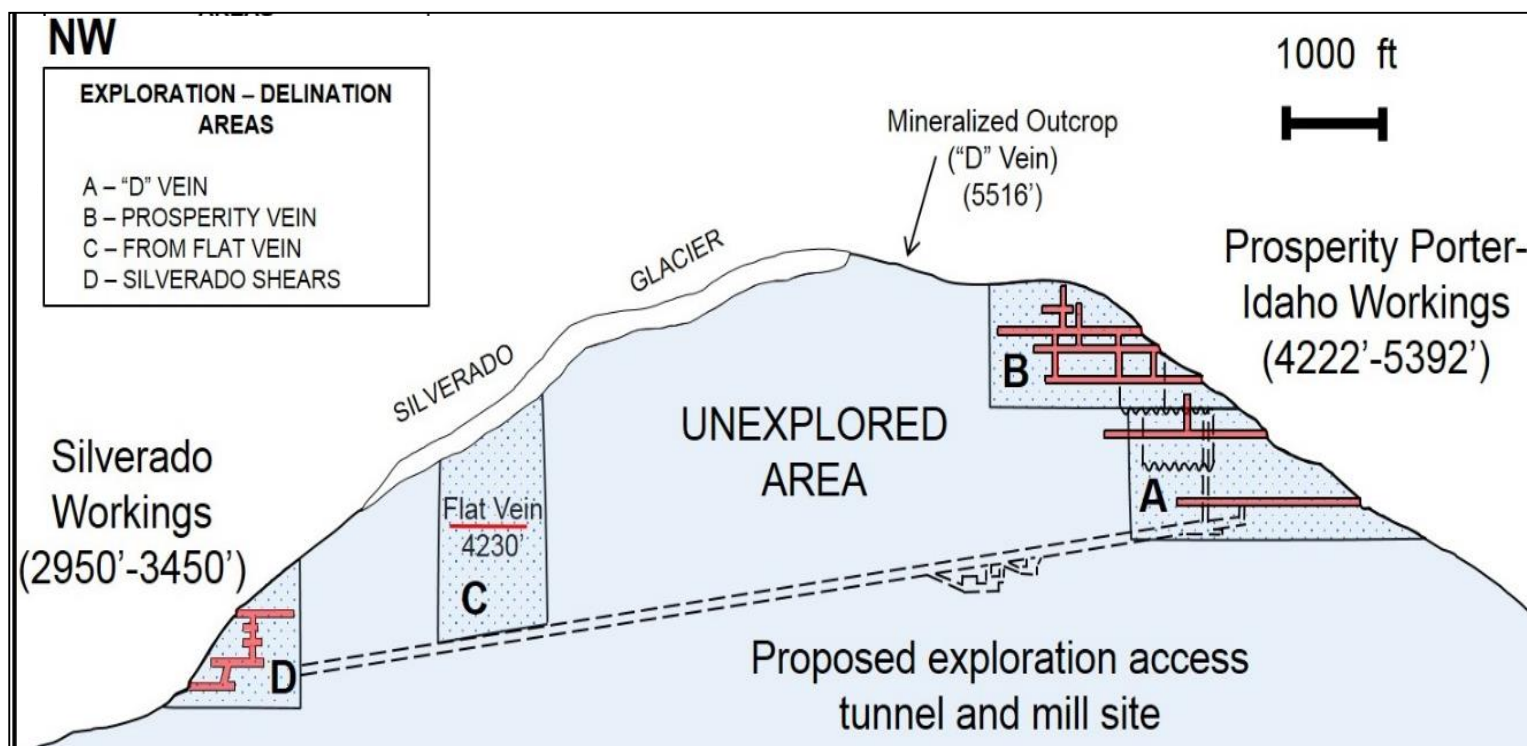 AREAS
NW
EXPLORATION – DELINATION
AREAS
A – “D” VEIN
B – PROSPERITY VEIN
C – FROM FLAT VEIN
D – SILVERADO SHEARS
1000 ft
Mineralized Outcrop
(“D” Vein)
(5516’)
SILVERADO GLACIER
Prosperity Porter-
Idaho Workings
(4222’-5392’)
B
UNEXPLORED
AREA
A
Silverado
Workings
(2950’-3450’)
Flat Vein
4230’
C
D
Proposed exploration access
tunnel and mill site